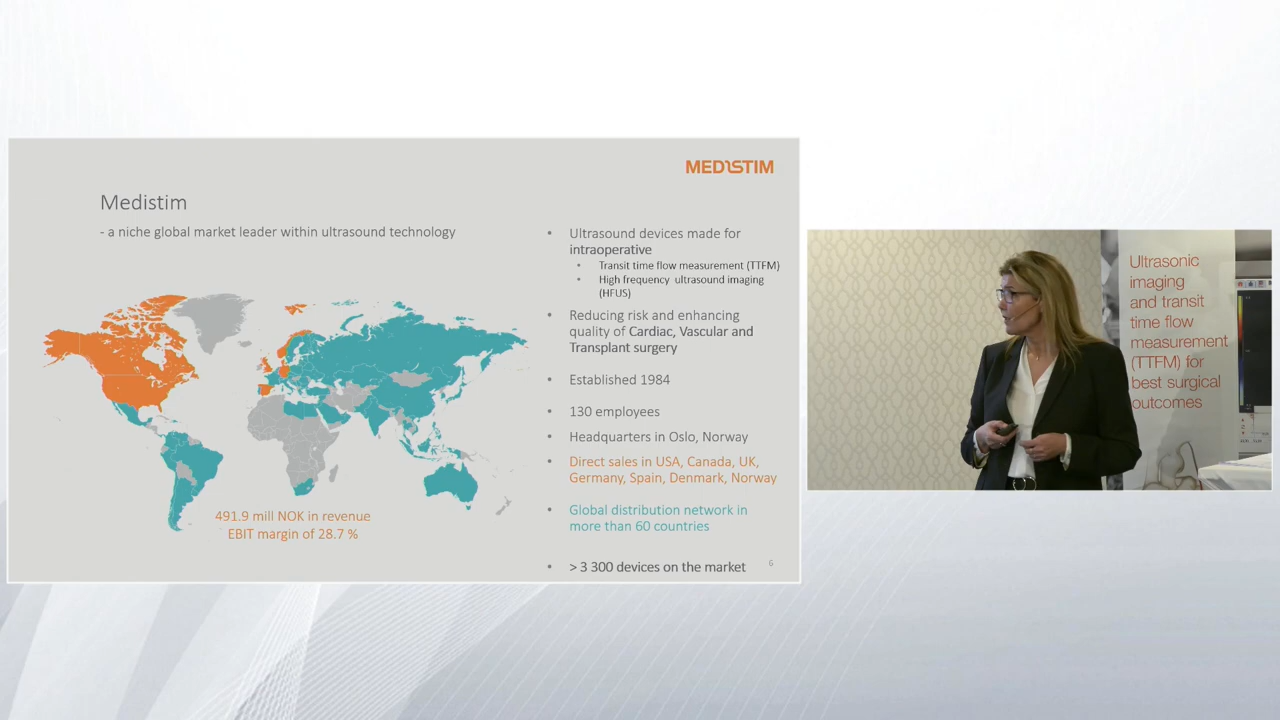 MEDISTIM
Medistim
- a niche global market leader within ultrasound technology
• Ultrasound devices made for
intraoperative
• Transit time flow measurement (TTFM)
• High frequency ultrasound imaging
(HFUS)
• Reducing risk and enhancing
quality of Cardiac, Vascular and
Transplant surgery
• Established 1984
• 130 employees
• Headquarters in Oslo, Norway
• Direct sales in USA, Canada, UK,
Germany, Spain, Denmark, Norway
• Global distribution network in
more than 60 countries
• > 3 300 devices on the market
491.9 mill NOK in revenue
EBIT margin of 28.7 %
6
Ultrasonic
imaging
and transit
time flow
measurement
(TTFM) for
best surgical
outcomes